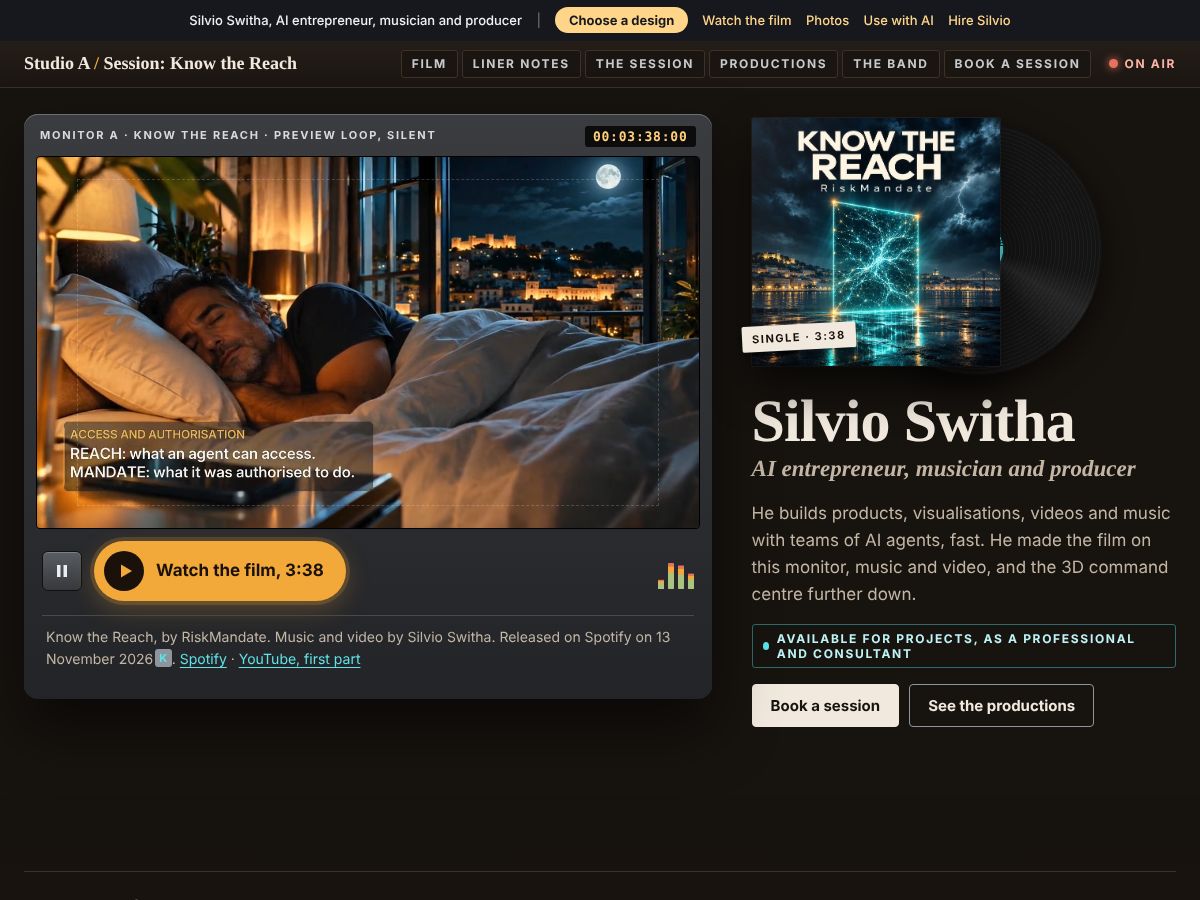 Silvio Switha, AI entrepreneur, musician and producer | Choose a design Watch the film Photos Use with AI Hire Silvio
Studio A / Session: Know the Reach FILM LINER NOTES THE SESSION PRODUCTIONS THE BAND BOOK A SESSION ON AIR
MONITOR A · KNOW THE REACH · PREVIEW LOOP, SILENT 00:03:38:00
ACCESS AND AUTHORISATION
REACH: what an agent can access.
MANDATE: what it was authorised to do.
Watch the film, 3:38
Know the Reach, by RiskMandate. Music and video by Silvio Switha. Released on Spotify on 13
November 2026 K . Spotify · YouTube, first part
KNOW THE
REACH
RiskMandate
SINGLE · 3:38
Silvio Switha
AI entrepreneur, musician and producer
He builds products, visualisations, videos and music
with teams of AI agents, fast. He made the film on
this monitor, music and video, and the 3D command
centre further down.
AVAILABLE FOR PROJECTS, AS A PROFESSIONAL
AND CONSULTANT
Book a session See the productions